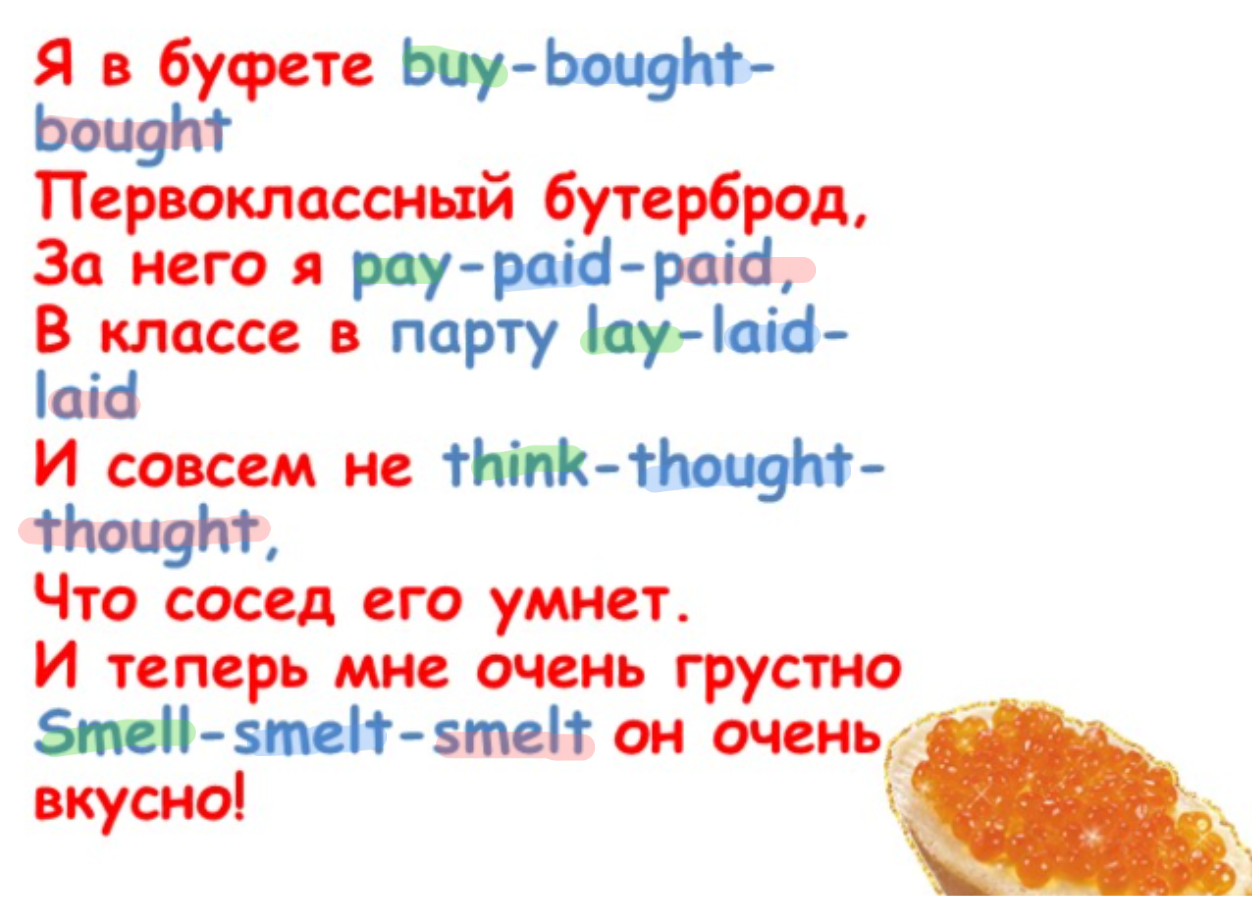 Я в буфете buy-bought-
bought
Первоклассный бутерброд,
За него я pay-paid-paid,
В классе в парту lay-laid-
laid
И совсем не think-thought-
thought,
Что сосед его умнет.
И теперь мне очень грустно
Smell-smelt-smelt он очень
вкусно!